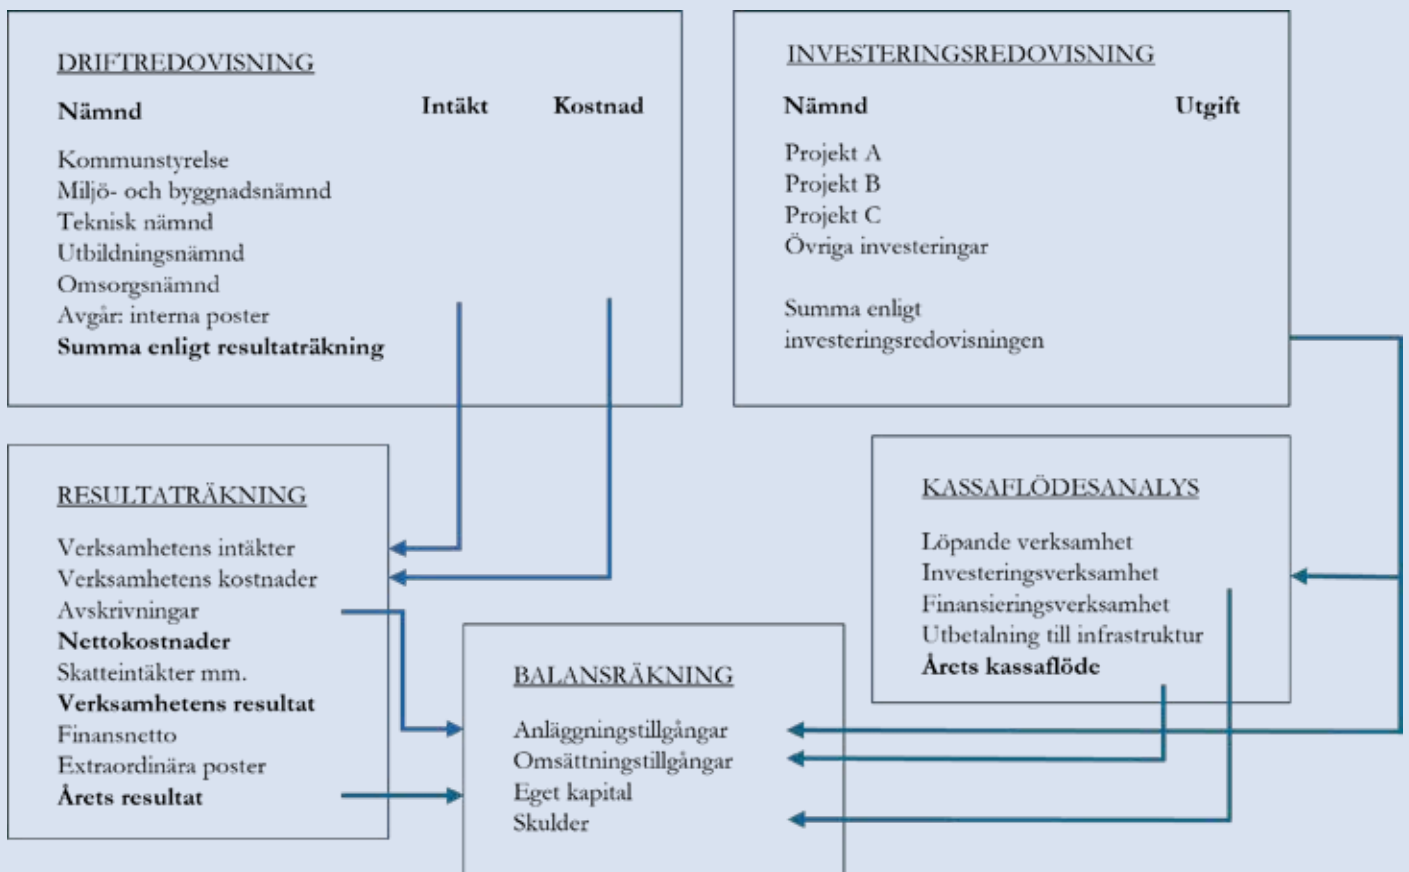 DRIFTREDOVISNING
Nämnd Intäkt Kostnad
Kommunstyrelse
Miljö- och byggnadsnämnd
Teknisk nämnd
Utbildningsnämnd
Omsorgsnämnd
Avgår: interna poster
Summa enligt resultaträkning
INVESTERINGSREDOVISNING
Nämnd Utgift
Projekt A
Projekt B
Projekt C
Övriga investeringar
Summa enligt
investeringsredovisningen
RESULTATRÄKNING
Verksamhetens intäkter
Verksamhetens kostnader
Avskrivningar
Nettokostnader
Skatteintäkter mm.
Verksamhetens resultat
Finansnetto
Extraordinära poster
Årets resultat
BALANSRÄKNING
Anläggningstillgångar
Omsättningstillgångar
Eget kapital
Skulder
KASSAFLÖDESANALYS
Löpande verksamhet
Investeringsverksamhet
Finansieringsverksamhet
Utbetalning till infrastruktur
Årets kassaflöde